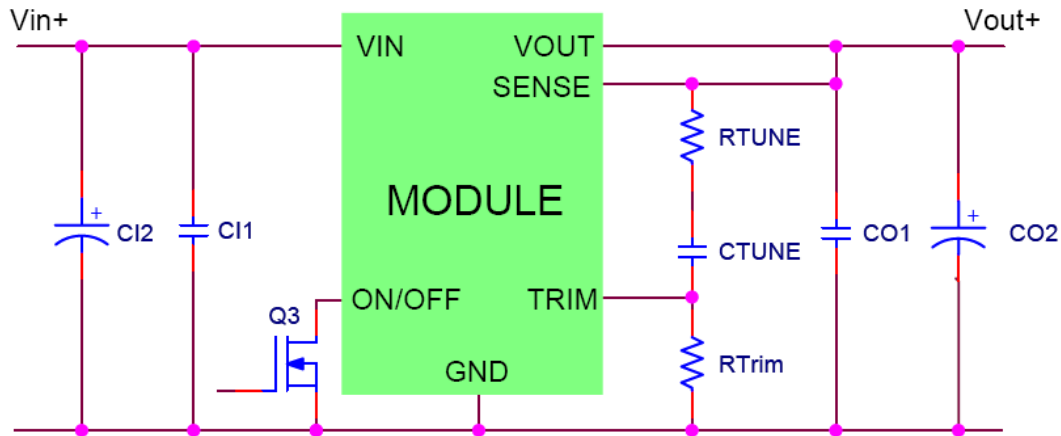 Vin+
Vout+
VIN
VOUT
SENSE
RTUNE
MODULE
+
CI2
CI1
CTUNE
CO1
+
CO2
ON/OFF
TRIM
Q3
RTrim
GND